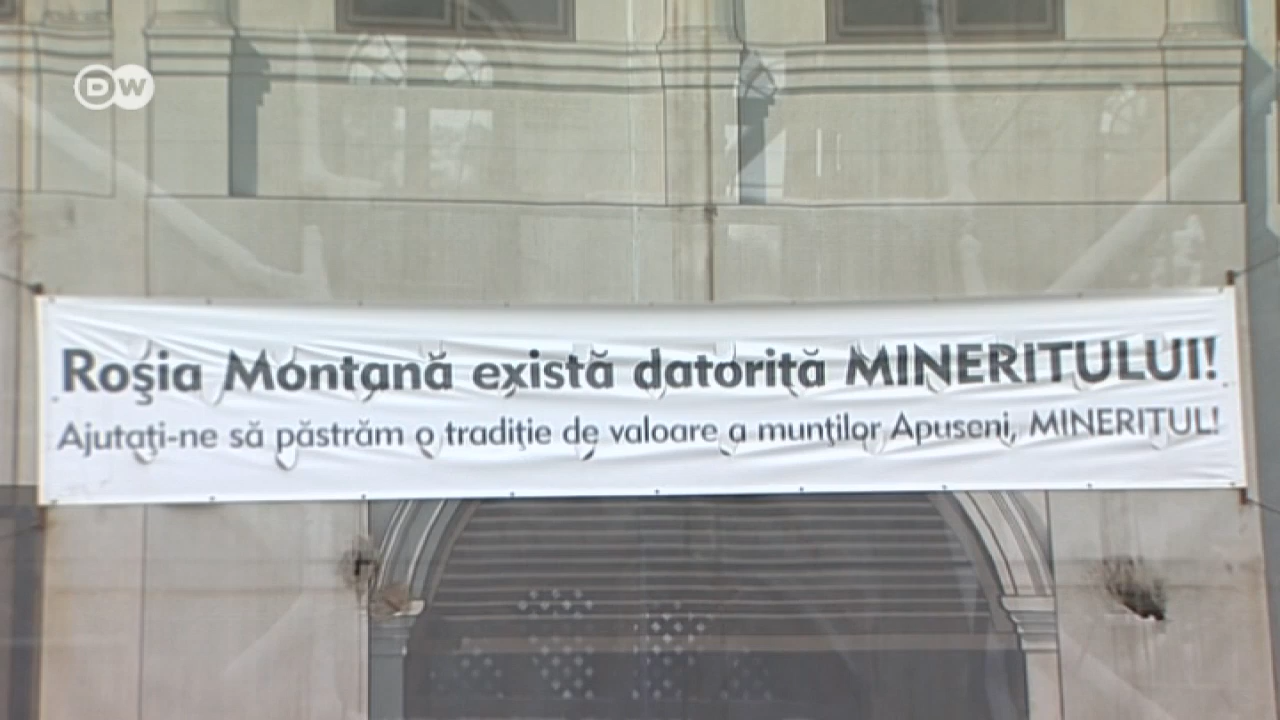 DW
Roşia Montană există datorită MINERITULUI!
Ajutaţi-ne să păstrăm o tradiţie de valoare a munţilor Apuseni, MINERITUL!